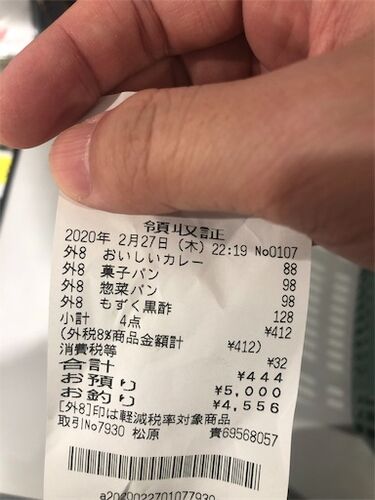 領収証
2020年 2月27日(木)22:19 No0107
外8 おいしいカレー 88
外8 菓子パン 98
外8 惣菜パン 98
外8 もずく黒酢 128
小計 4点 ¥412
(外税8%商品金額計 ¥412)
消費税等 ¥32
合計 ¥444
お預り ¥5,000
お釣り ¥4,556
[外8]印は軽減税率対象商品
取引No7930 松原 責69568057
a2020022701077930